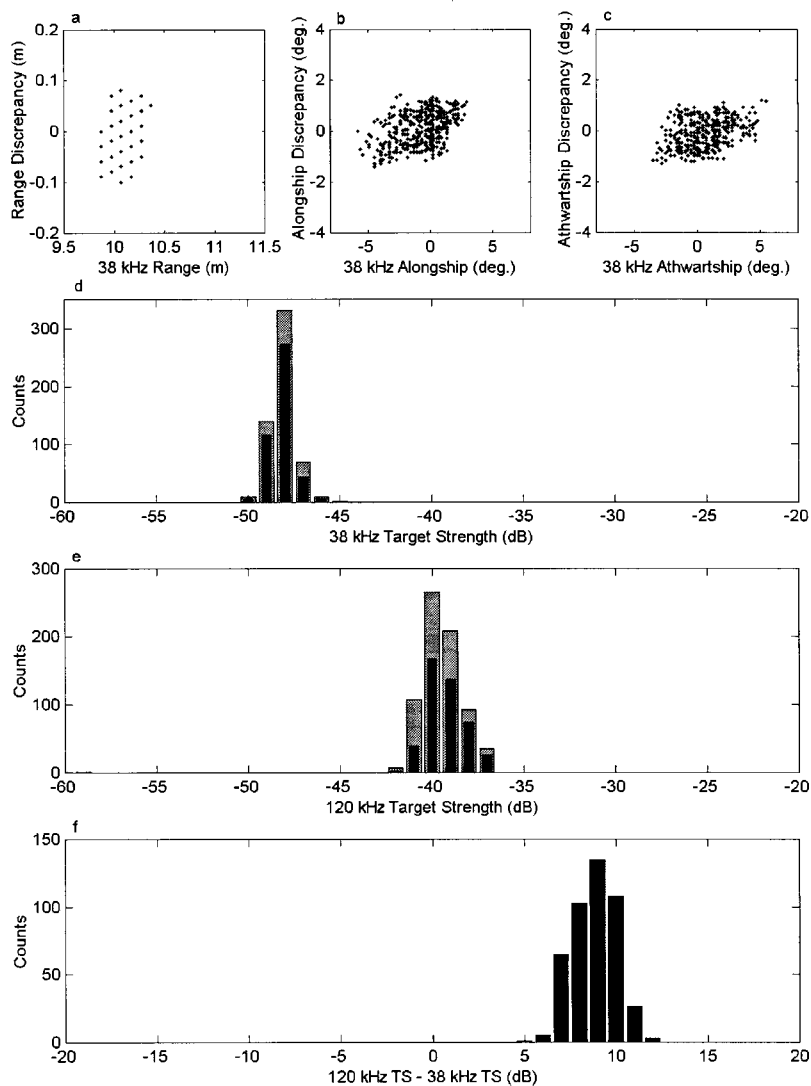 a
b
c
0.2
0.1
0
-0.1
-0.2
Range Discrepancy (m)
9.5 10 10.5 11 11.5
38 kHz Range (m)
4
2
0
-2
-4
Alongship Discrepancy (deg.)
-5 0 5
38 kHz Alongship (deg.)
4
2
0
-2
-4
Athwartship Discrepancy (deg.)
-5 0 5
38 kHz Athwartship (deg.)
d
300
200
100
0
Counts
-60 -55 -50 -45 -40 -35 -30 -25 -20
38 kHz Target Strength (dB)
e
300
200
100
0
Counts
-60 -55 -50 -45 -40 -35 -30 -25 -20
120 kHz Target Strength (dB)
f
150
100
50
0
Counts
-20 -15 -10 -5 0 5 10 15 20
120 kHz TS - 38 kHz TS (dB)